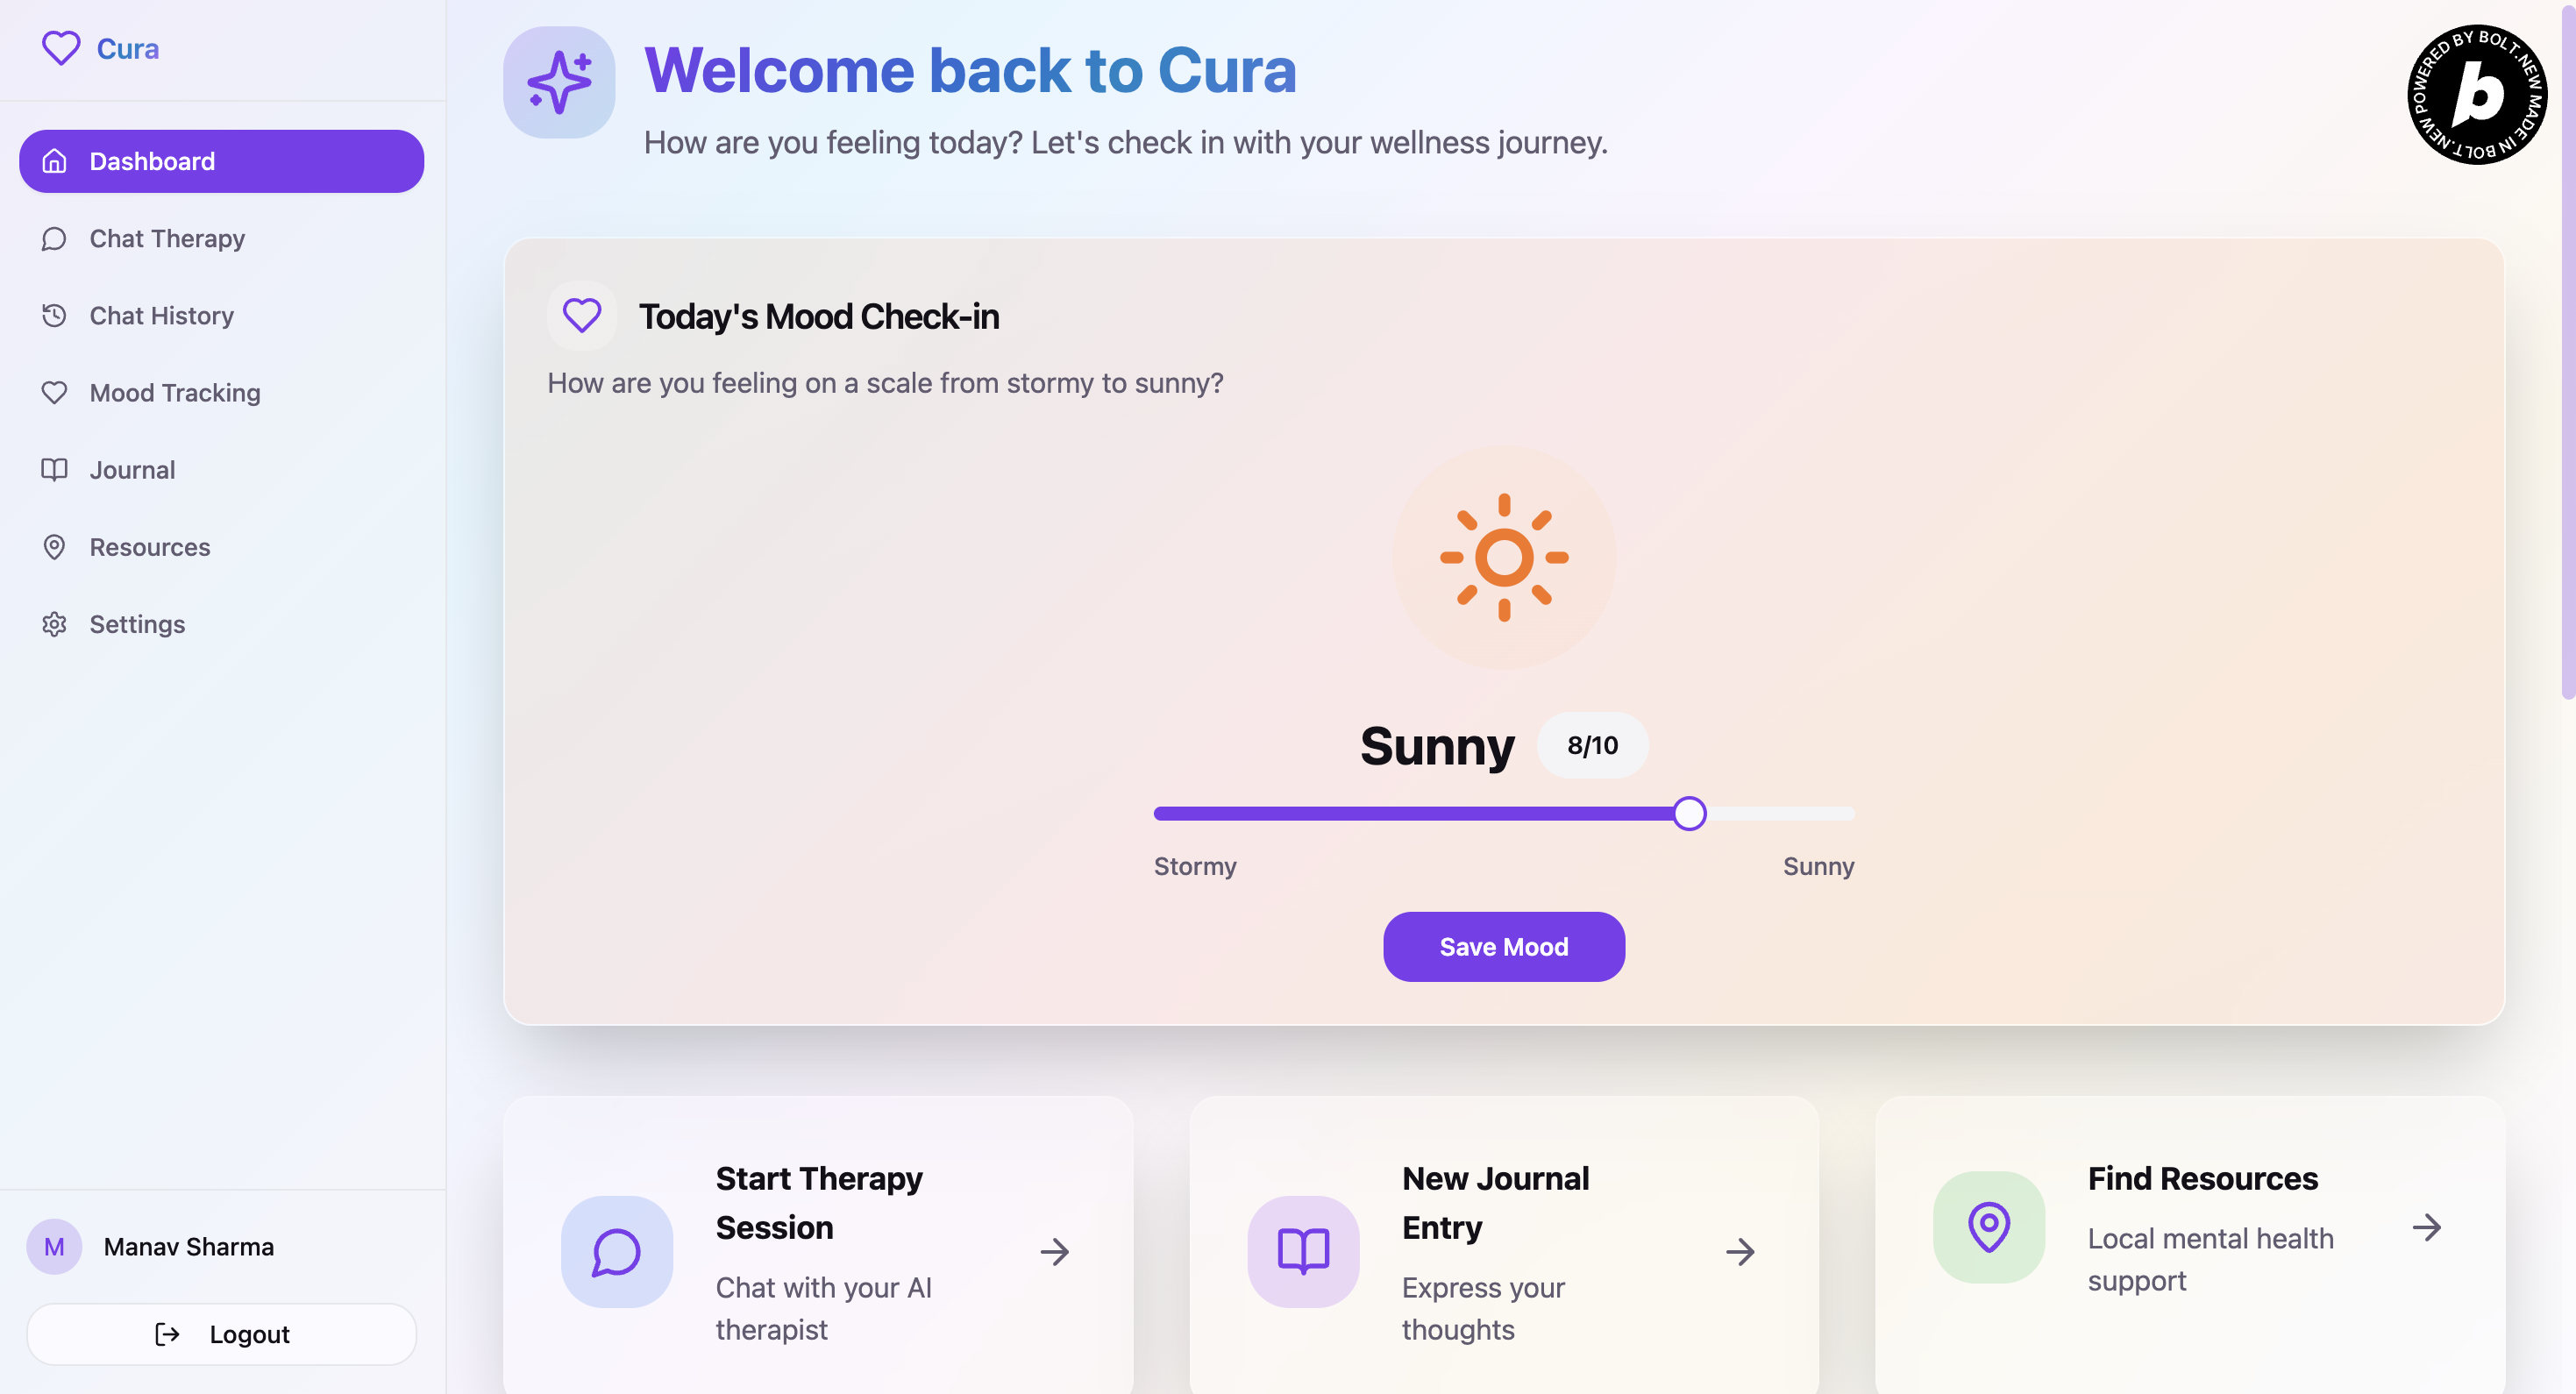 Cura
Dashboard
Chat Therapy
Chat History
Mood Tracking
Journal
Resources
Settings
M
Manav Sharma
Logout
Welcome back to Cura
How are you feeling today? Let's check in with your wellness journey.
POWERED BY BOLT.NEW MADE IN BOLT.NEW
b
Today's Mood Check-in
How are you feeling on a scale from stormy to sunny?
Sunny
8/10
Stormy
Sunny
Save Mood
Start Therapy
Session
Chat with your AI
therapist
New Journal
Entry
Express your
thoughts
Find Resources
Local mental health
support